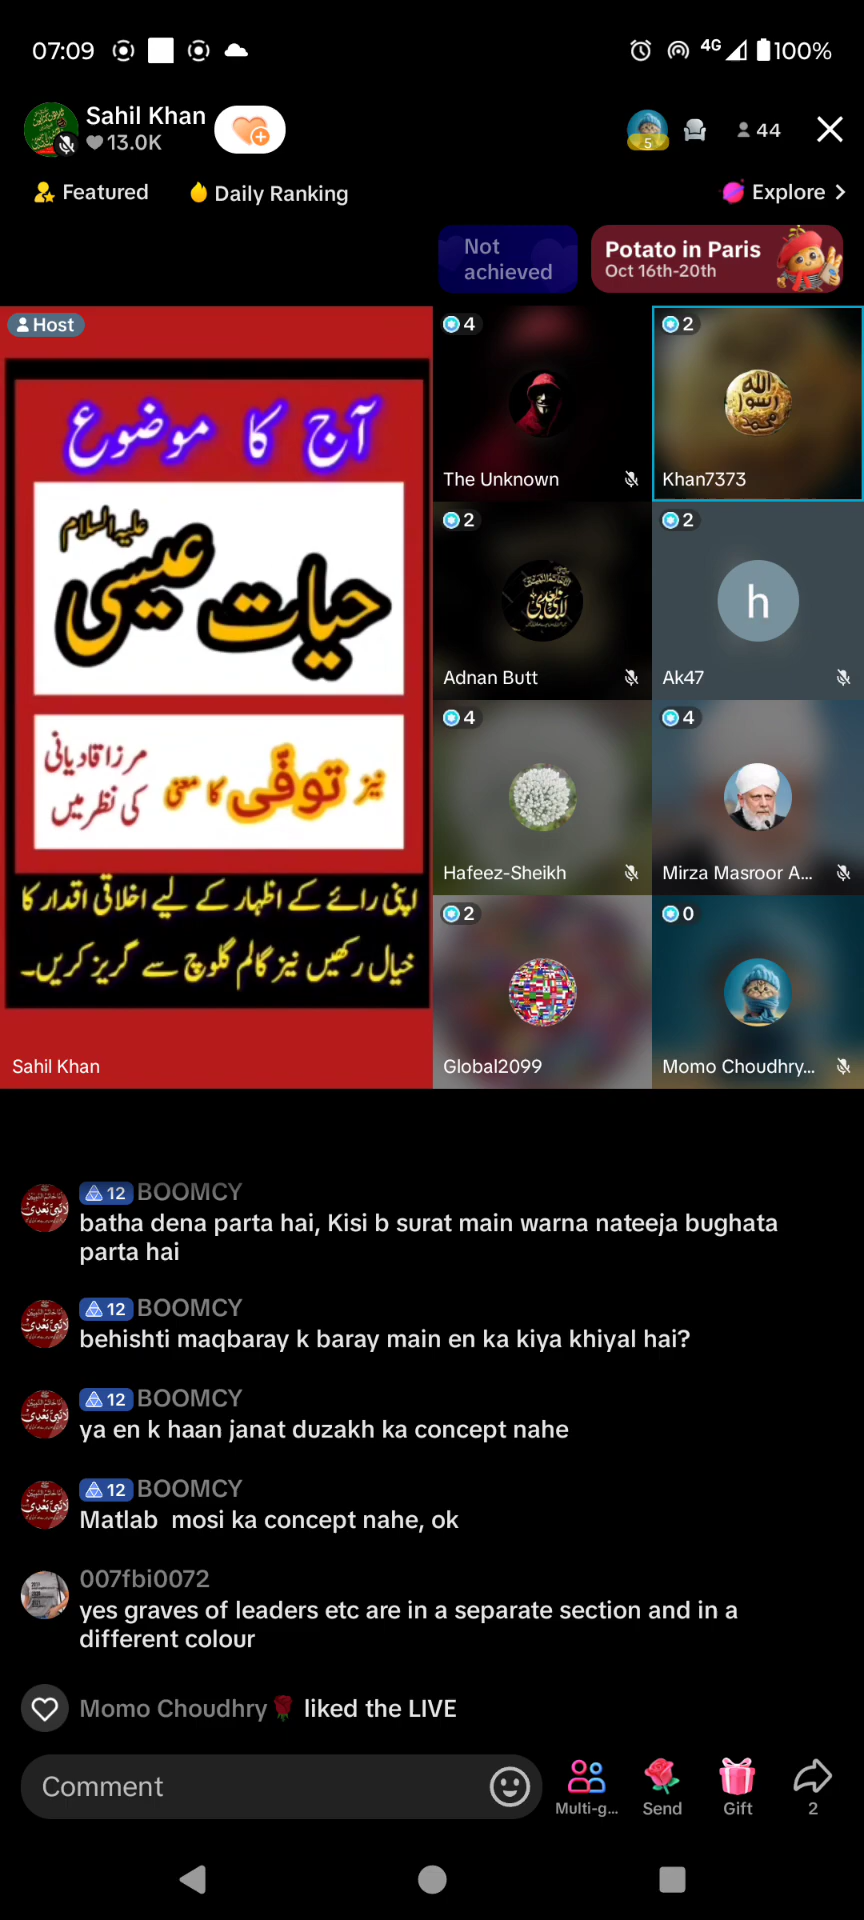 07:09
4G
100%
Sahil Khan
13.0K
5
44
Featured
Daily Ranking
Explore
Not
achieved
Potato in Paris
Oct 16th-20th
Host
آج کا موضوع
علیہ السلام
حیات عیسیٰ
نیز توفّی کا معنی
مرزا قادیانی
کی نظر میں
اپنی رائے کے اظہار کے لیے اخلاقی اقدار کا
خیال رکھیں نیز گالم گلوچ سے گریز کریں۔
Sahil Khan
4
The Unknown
2
الله
رسول
محمد
Khan7373
2
Adnan Butt
2
h
Ak47
4
Hafeez-Sheikh
4
Mirza Masroor A...
2
Global2099
0
Momo Choudhry...
12 BOOMCY
batha dena parta hai, Kisi b surat main warna nateeja bughata
parta hai
12 BOOMCY
behishti maqbaray k baray main en ka kiya khiyal hai?
12 BOOMCY
ya en k haan janat duzakh ka concept nahe
12 BOOMCY
Matlab mosi ka concept nahe, ok
007fbi0072
yes graves of leaders etc are in a separate section and in a
different colour
Momo Choudhry🌹 liked the LIVE
Comment
Multi-g...
Send
Gift
2